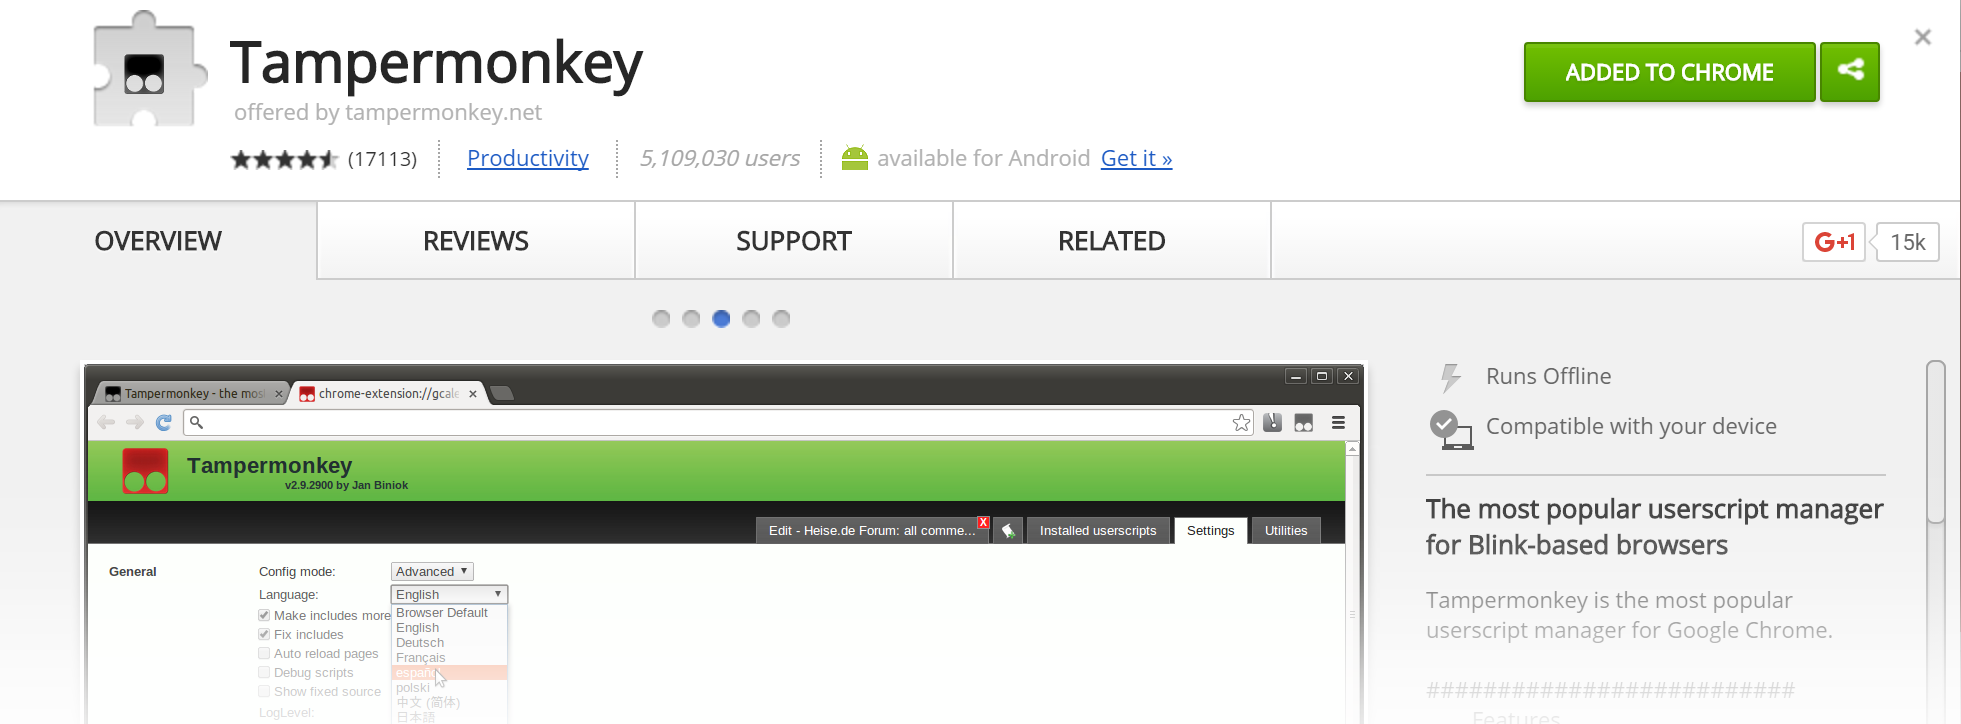 Tampermonkey
offered by tampermonkey.net
ADDED TO CHROME
(17113)
Productivity
5,109,030 users
available for Android Get it »
OVERVIEW
REVIEWS
SUPPORT
RELATED
G+1
15k
Tampermonkey - the mos
chrome-extension://gcale
Tampermonkey
v2.9.2900 by Jan Biniok
Edit - Heise.de Forum: all comme...
X
Installed userscripts
Settings
Utilities
General
Config mode:
Advanced
Language:
English
Make includes more
Fix includes
Auto reload pages
Debug scripts
Show fixed source
LogLevel:
Browser Default
English
Deutsch
Français
español
polski
中文 (简体)
日本語
Runs Offline
Compatible with your device
The most popular userscript manager
for Blink-based browsers
Tampermonkey is the most popular
userscript manager for Google Chrome.
##########################
Features